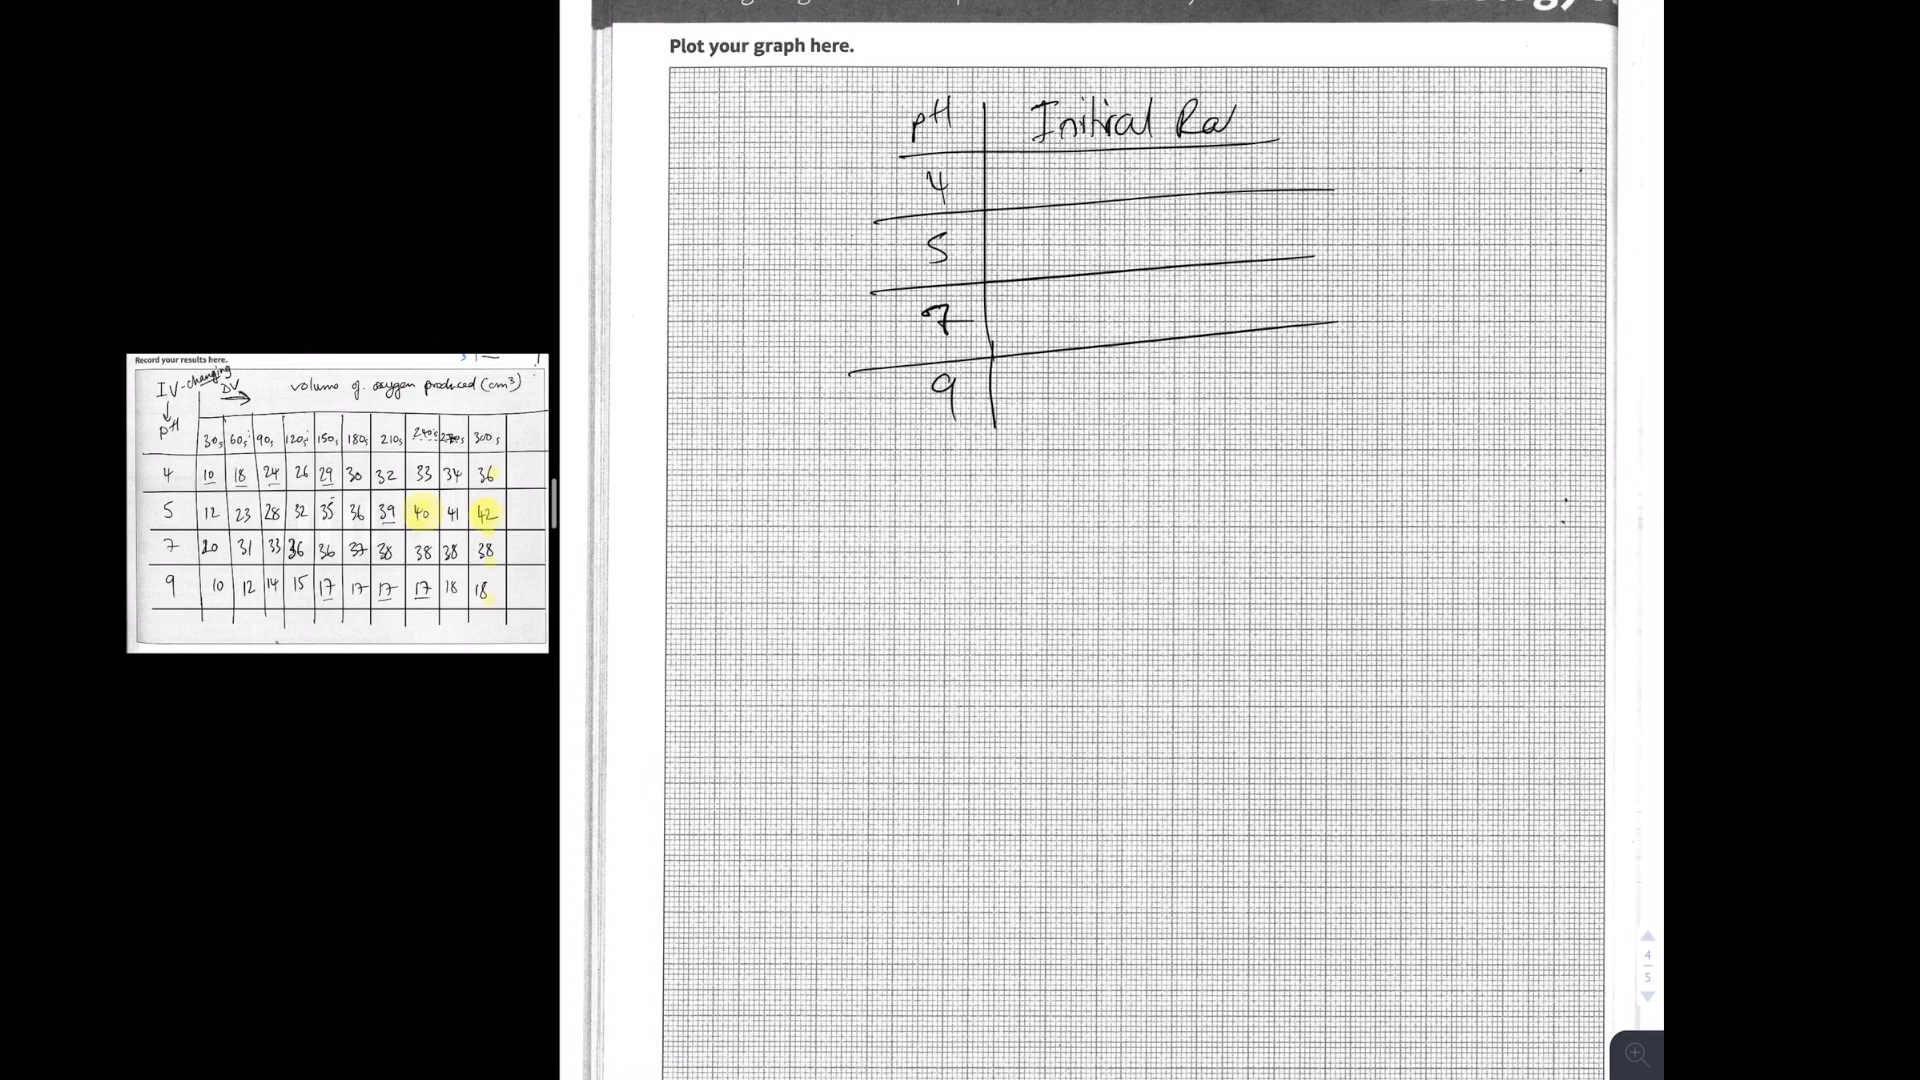 Record your results here.
IV-changing
DV
volume of oxygen produced (cm3)
pH
30s 60s 90s 120s 150s 180s 210s 240s 270s 300s
4 10 18 24 26 29 30 32 33 34 36
5 12 23 28 32 35 36 39 40 41 42
7 20 31 33 36 36 37 38 38 38 38
9 10 12 14 15 17 17 17 17 18 18
Plot your graph here.
pH Initial Ra
4
5
7
9
4
5